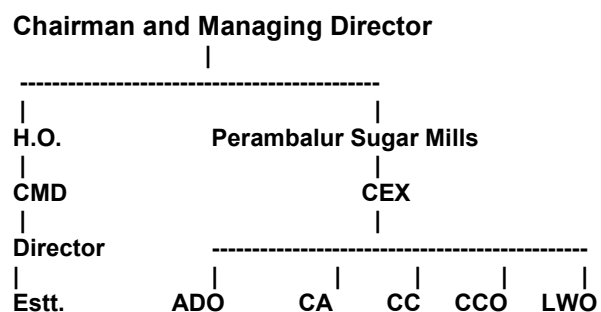 Chairman and Managing Director
|
---------------------------------------------
| |
H.O. Perambalur Sugar Mills
| |
CMD CEX
| |
Director -----------------------------------------------
| | | | | |
Estt. ADO CA CC CCO LWO